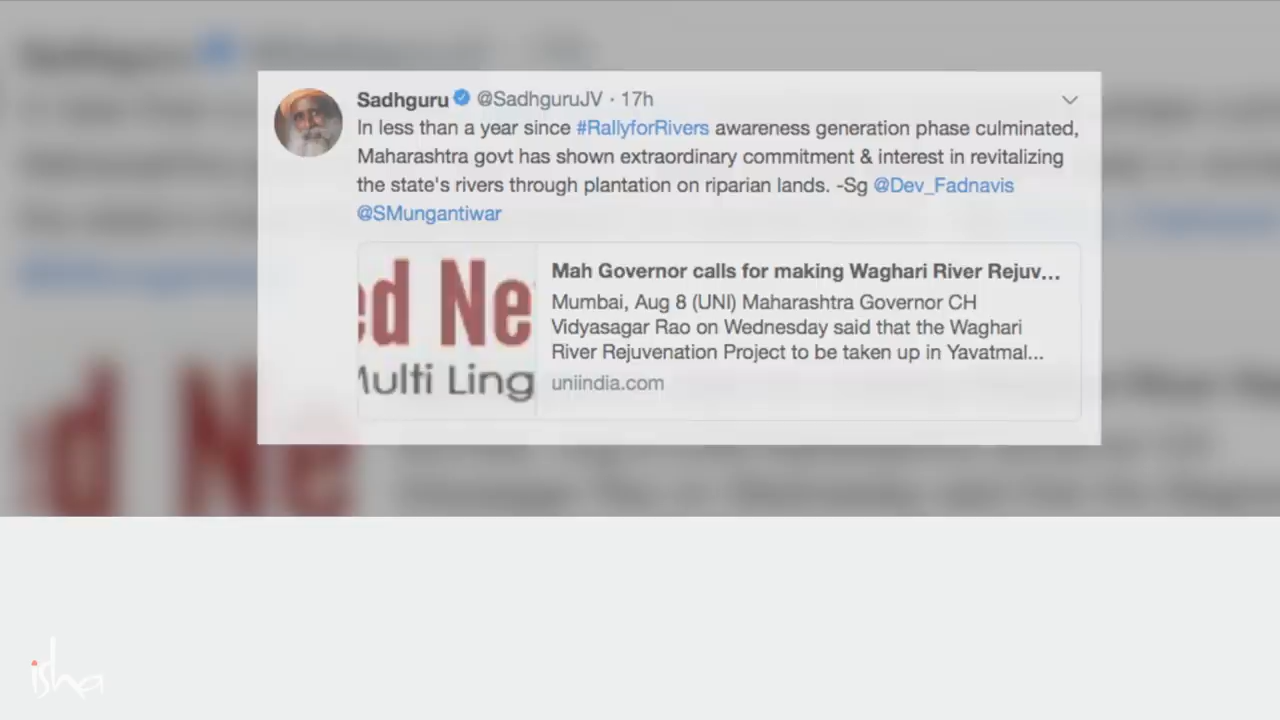 Sadhguru @SadhguruJV · 17h
In less than a year since #RallyforRivers awareness generation phase culminated,
Maharashtra govt has shown extraordinary commitment & interest in revitalizing
the state's rivers through plantation on riparian lands. -Sg @Dev_Fadnavis
@SMungantiwar
ed Ne
Multi Ling
Mah Governor calls for making Waghari River Rejuv...
Mumbai, Aug 8 (UNI) Maharashtra Governor CH
Vidyasagar Rao on Wednesday said that the Waghari
River Rejuvenation Project to be taken up in Yavatmal...
uniindia.com
isha